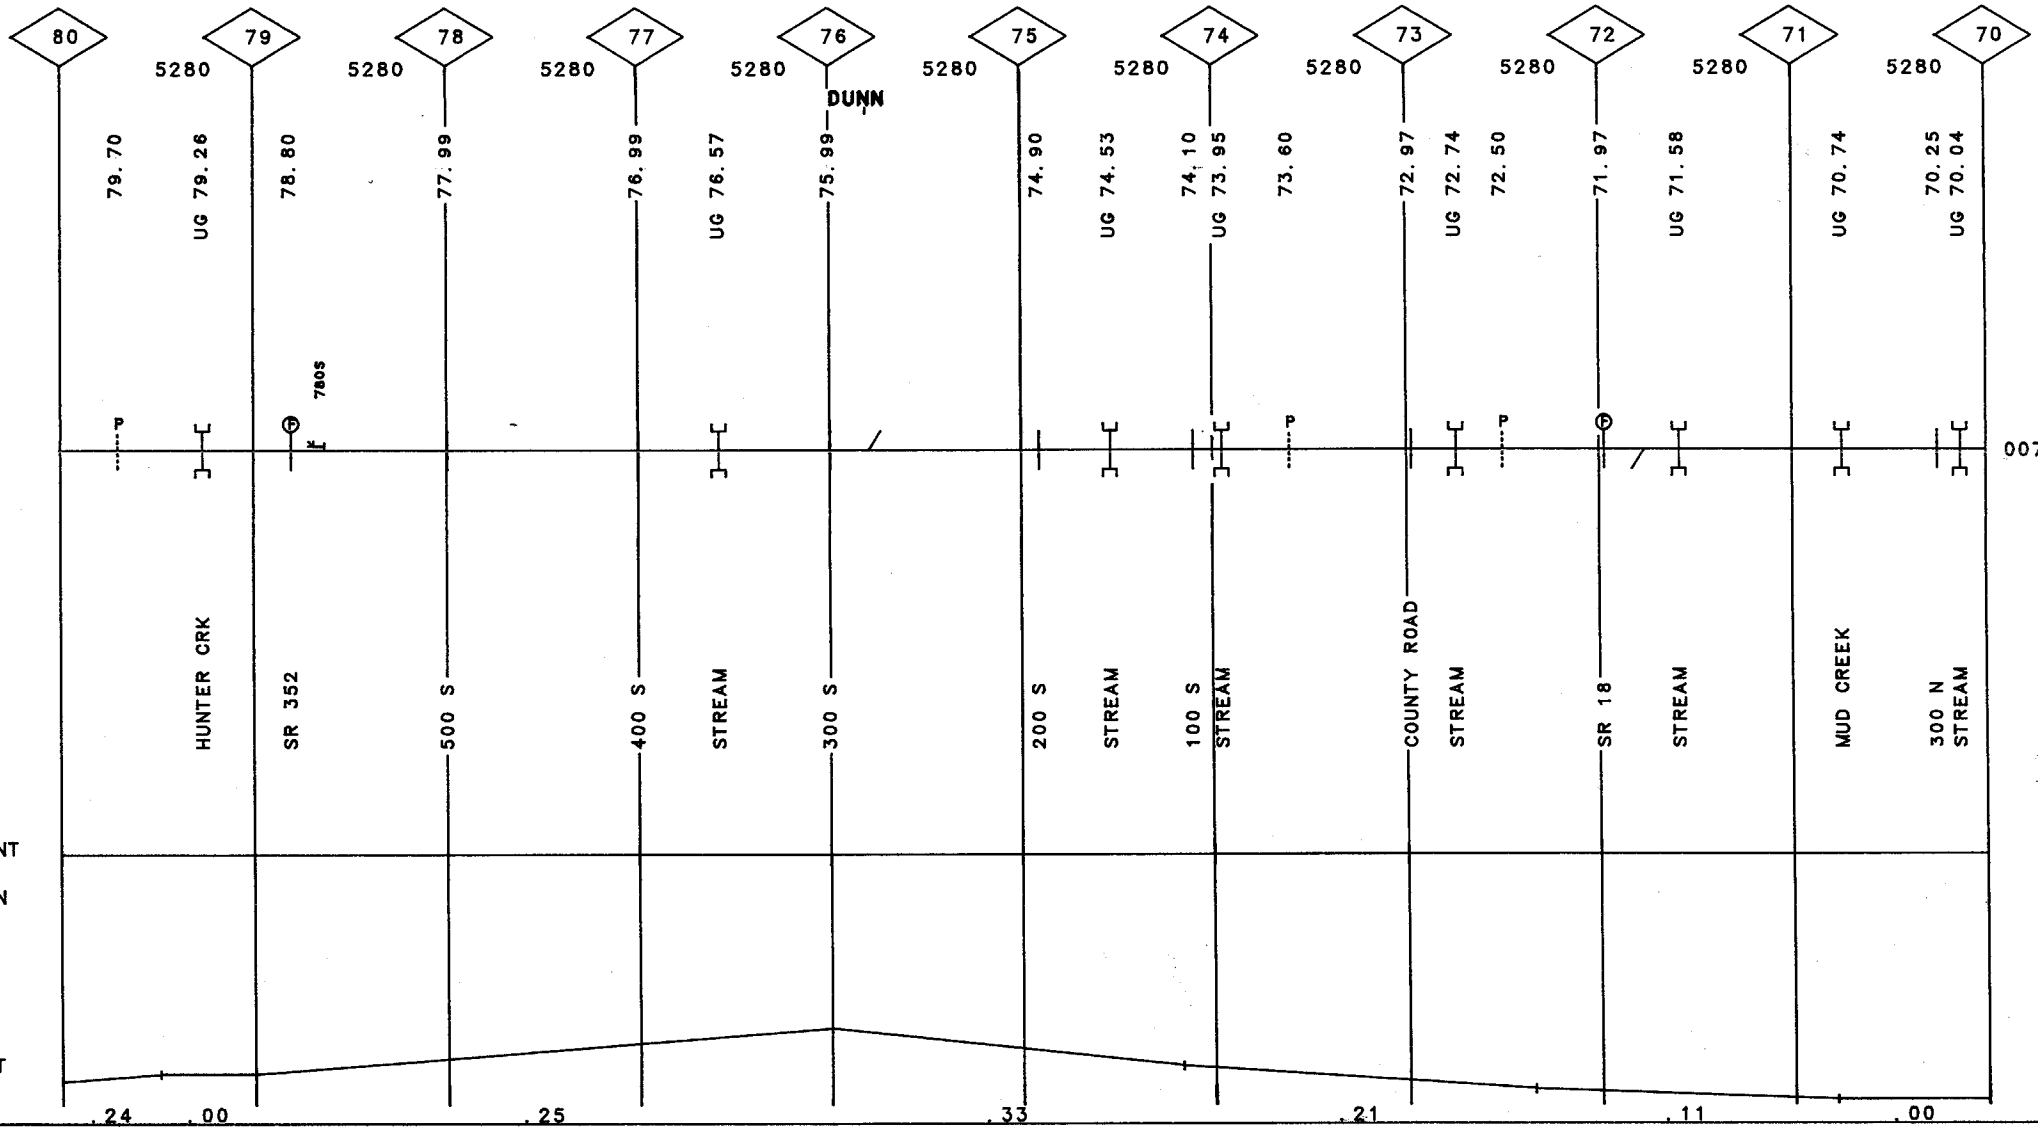 80 79 78 77 76 75 74 73 72 71 70
5280 5280 5280 5280 5280 5280 5280 5280 5280 5280
DUNN
79.70
UG 79.26
78.80
77.99
76.99
UG 76.57
75.99
74.90
UG 74.53
74.10
UG 73.95
73.60
72.97
UG 72.74
72.50
71.97
UG 71.58
UG 70.74
70.25
UG 70.04
780S
P F P P F
007
HUNTER CRK
SR 352
500 S
400 S
STREAM
300 S
200 S
STREAM
100 S
STREAM
COUNTY ROAD
STREAM
SR 18
STREAM
MUD CREEK
300 N
STREAM
NT
N
T
.24 .00 .25 .33 .21 .11 .00